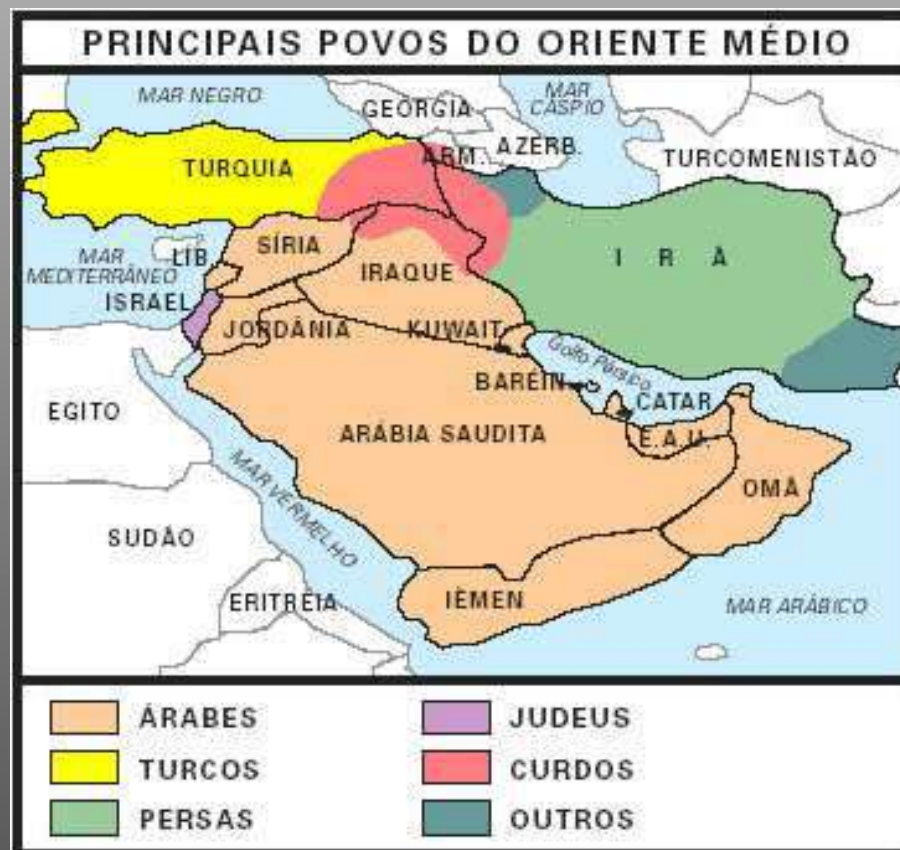 PRINCIPAIS POVOS DO ORIENTE MÉDIO
MAR NEGRO
GEORGIA
MAR
CÁSPIO
ARM.
AZERB.
TURCOMENISTÃO
TURQUIA
MAR
MEDITERRÂNEO
LIB.
SÍRIA
IRAQUE
I R Ã
ISRAEL
JORDÂNIA
KUWAIT
Golfo Pérsico
BAREIN
CATAR
EGITO
ARÁBIA SAUDITA
E.A.U.
OMÃ
MAR VERMELHO
SUDÃO
ERITRÉIA
IÊMEN
MAR ARÁBICO
ÁRABES
JUDEUS
TURCOS
CURDOS
PERSAS
OUTROS